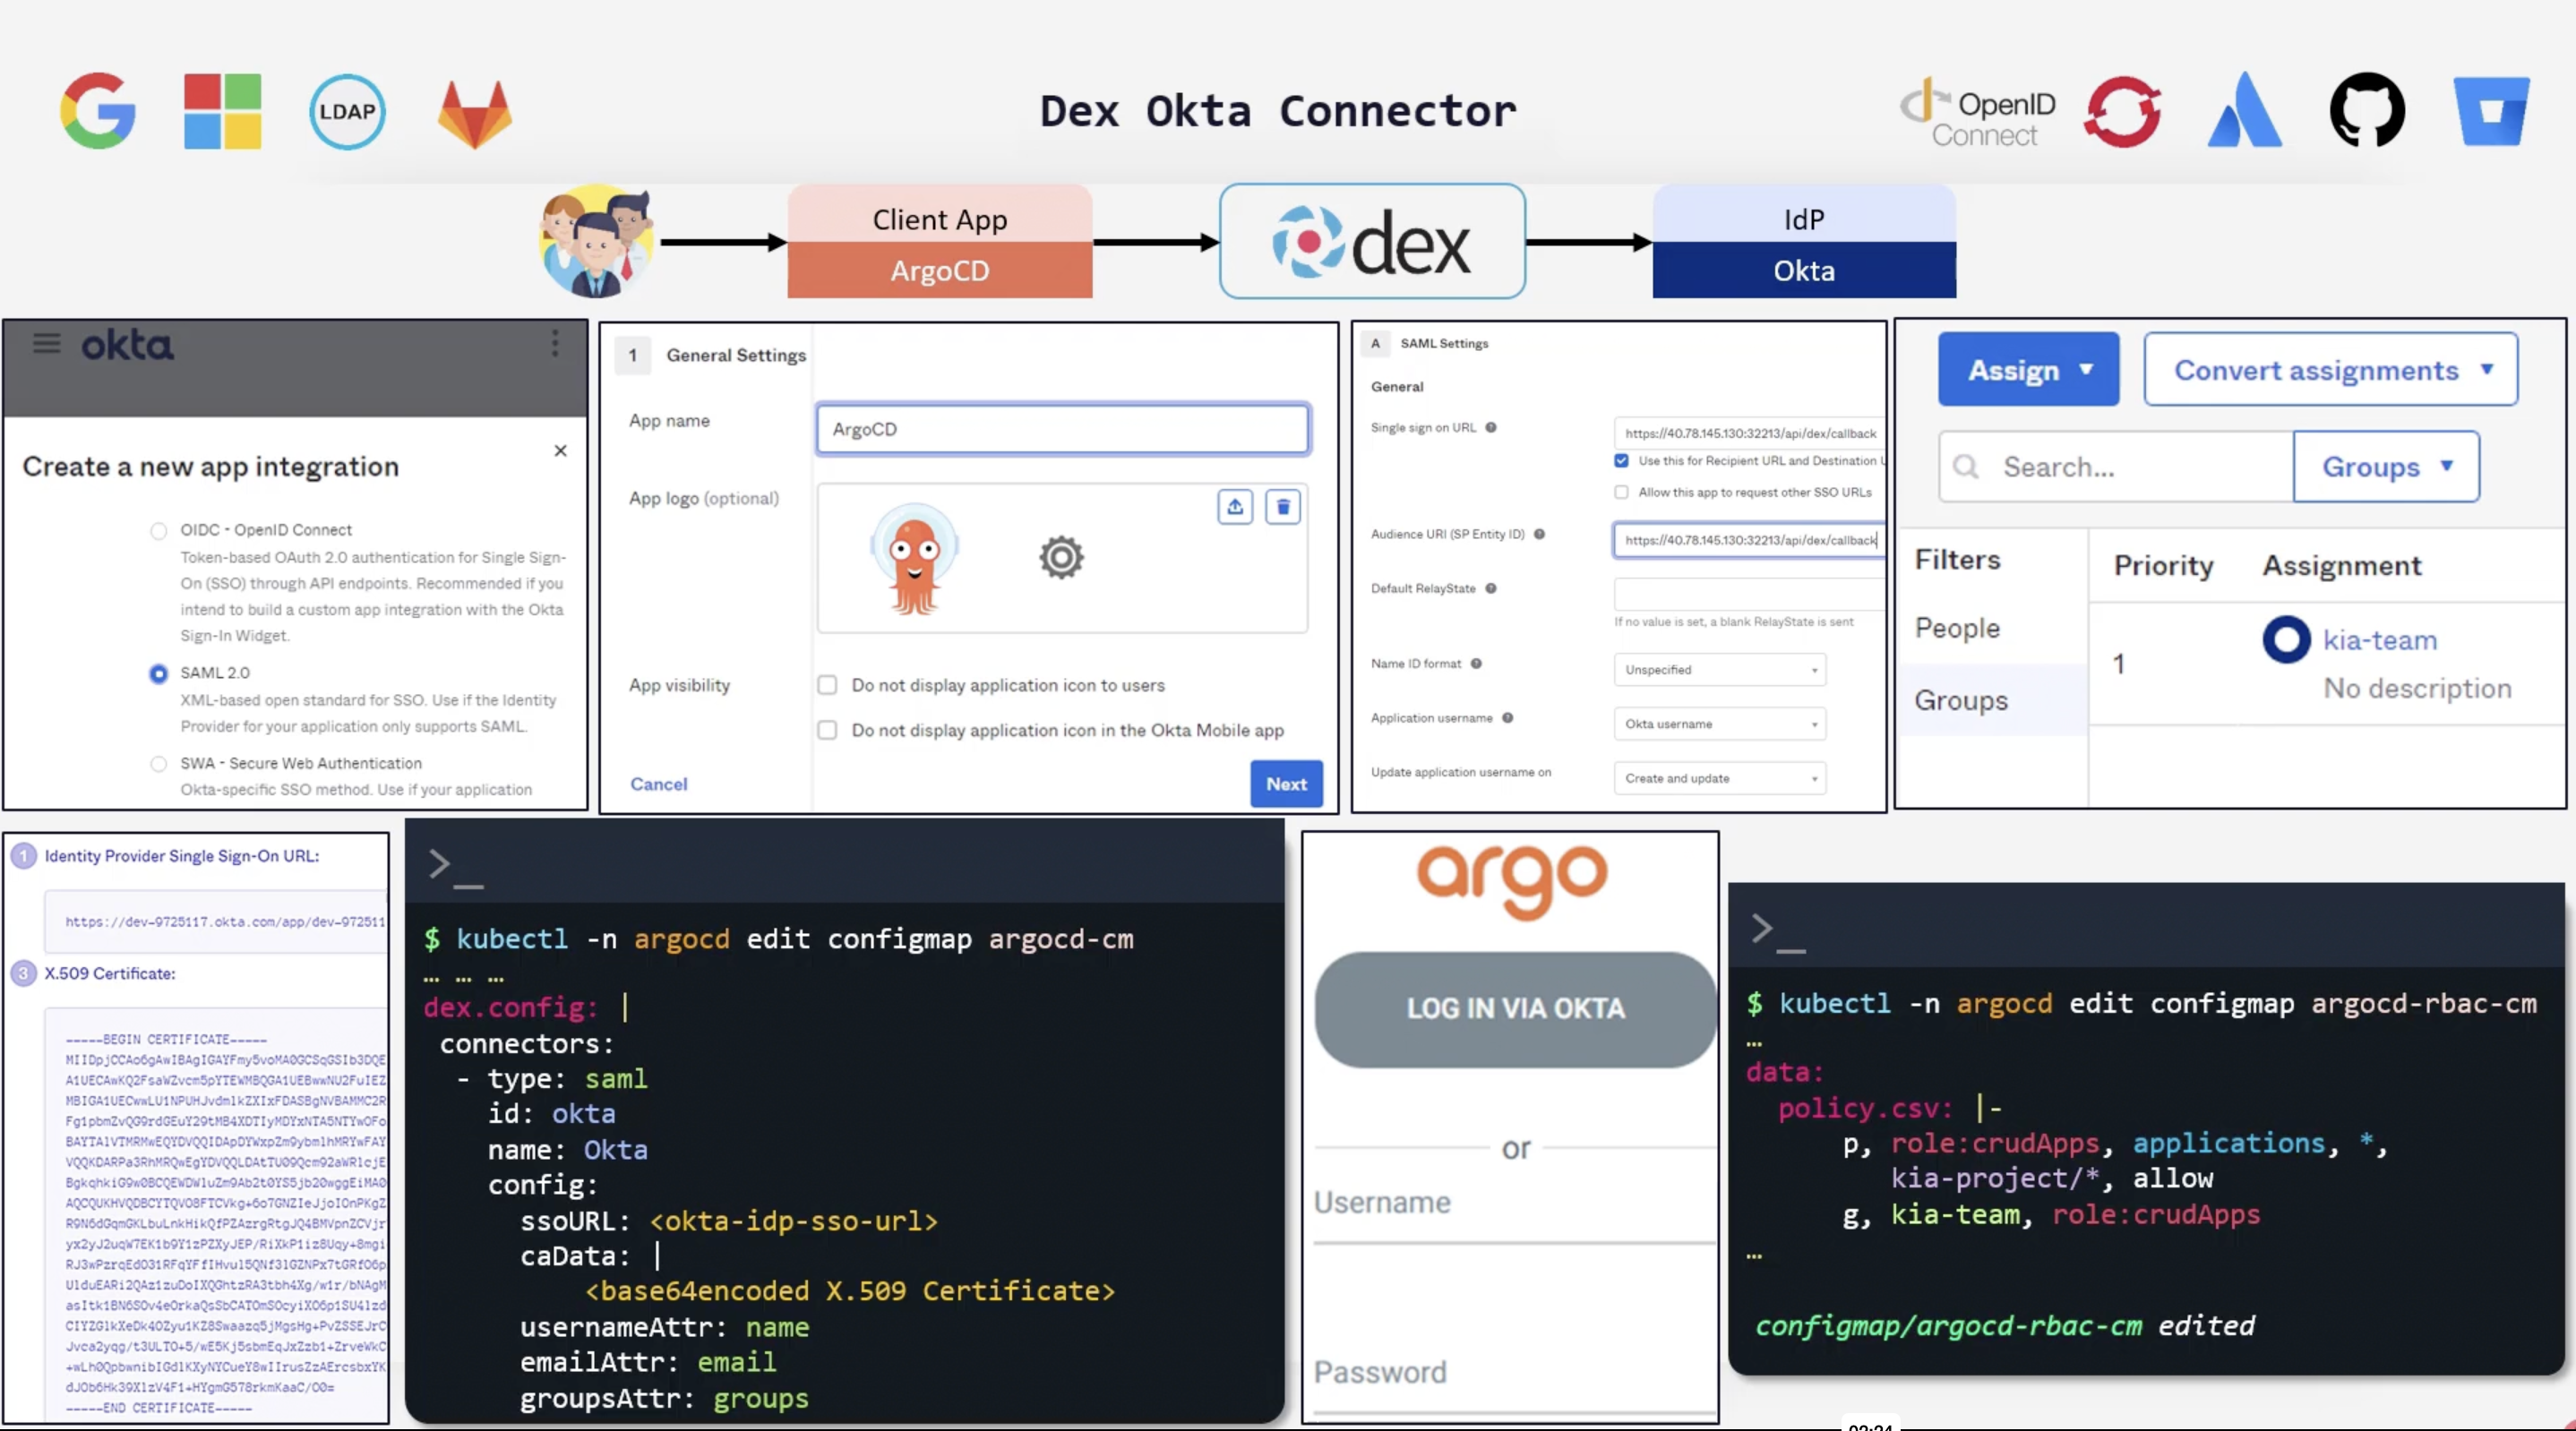 LDAP
Dex Okta Connector
OpenID
Connect
Client App
ArgoCD
dex
IdP
Okta
okta
Create a new app integration
OIDC - OpenID Connect
Token-based OAuth 2.0 authentication for Single Sign-
On (SSO) through API endpoints. Recommended if you
intend to build a custom app integration with the Okta
Sign-In Widget.
SAML 2.0
XML-based open standard for SSO. Use if the Identity
Provider for your application only supports SAML.
SWA - Secure Web Authentication
Okta-specific SSO method. Use if your application
1 General Settings
App name
ArgoCD
App logo (optional)
App visibility
Do not display application icon to users
Do not display application icon in the Okta Mobile app
Cancel
Next
A SAML Settings
General
Single sign on URL
https://40.78.145.130:32213/api/dex/callback
Use this for Recipient URL and Destination U
Allow this app to request other SSO URLs
Audience URI (SP Entity ID)
https://40.78.145.130:32213/api/dex/callback
Default RelayState
If no value is set, a blank RelayState is sent
Name ID format
Unspecified
Application username
Okta username
Update application username on
Create and update
Assign
Convert assignments
Search...
Groups
Filters
Priority
Assignment
People
Groups
1
kia-team
No description
1 Identity Provider Single Sign-On URL:
https://dev-9725117.okta.com/app/dev-972511
3 X.509 Certificate:
-----BEGIN CERTIFICATE-----
-----END CERTIFICATE-----
>_
$ kubectl -n argocd edit configmap argocd-cm
… … …
dex.config: |
connectors:
- type: saml
id: okta
name: Okta
config:
ssoURL: <okta-idp-sso-url>
caData: |
<base64encoded X.509 Certificate>
usernameAttr: name
emailAttr: email
groupsAttr: groups
argo
LOG IN VIA OKTA
or
Username
Password
>_
$ kubectl -n argocd edit configmap argocd-rbac-cm
…
data:
policy.csv: |-
p, role:crudApps, applications, *,
kia-project/*, allow
g, kia-team, role:crudApps
…
configmap/argocd-rbac-cm edited